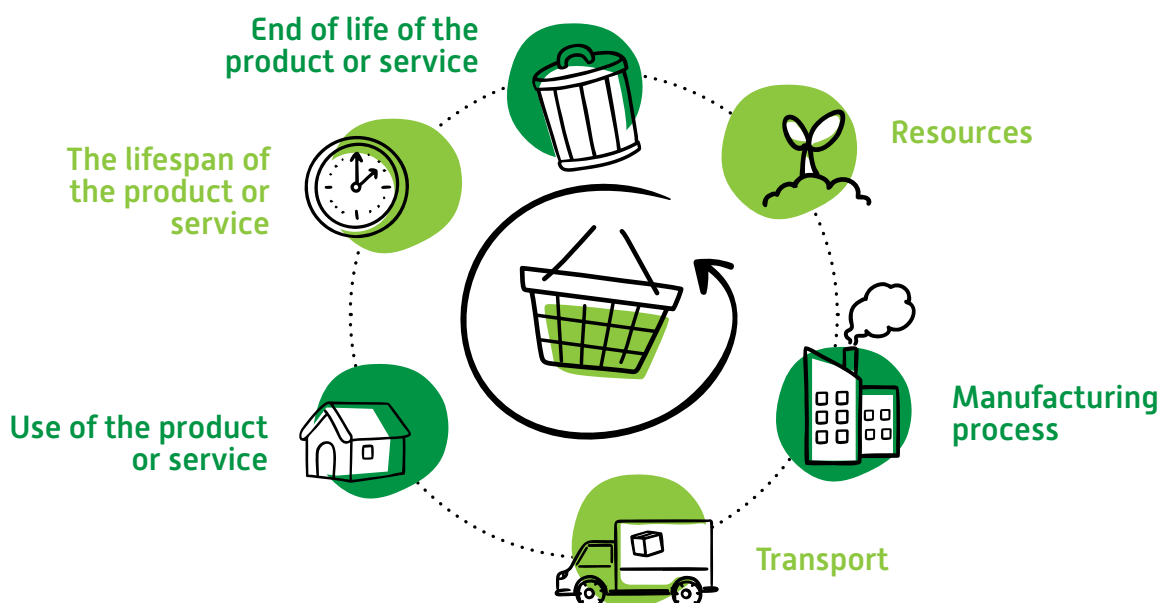 End of life of the
product or service
Resources
The lifespan of
the product or
service
Manufacturing
process
Use of the product
or service
Transport